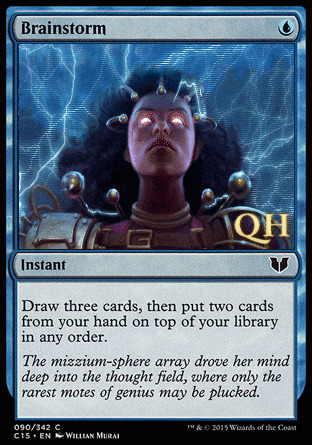 Brainstorm
QH
Instant
Draw three cards, then put two cards
from your hand on top of your library
in any order.
The mizzium-sphere array drove her mind
deep into the thought field, where only the
rarest motes of genius may be plucked.
090/342 C
C15 • EN Willian Murai
™ & © 2015 Wizards of the Coast